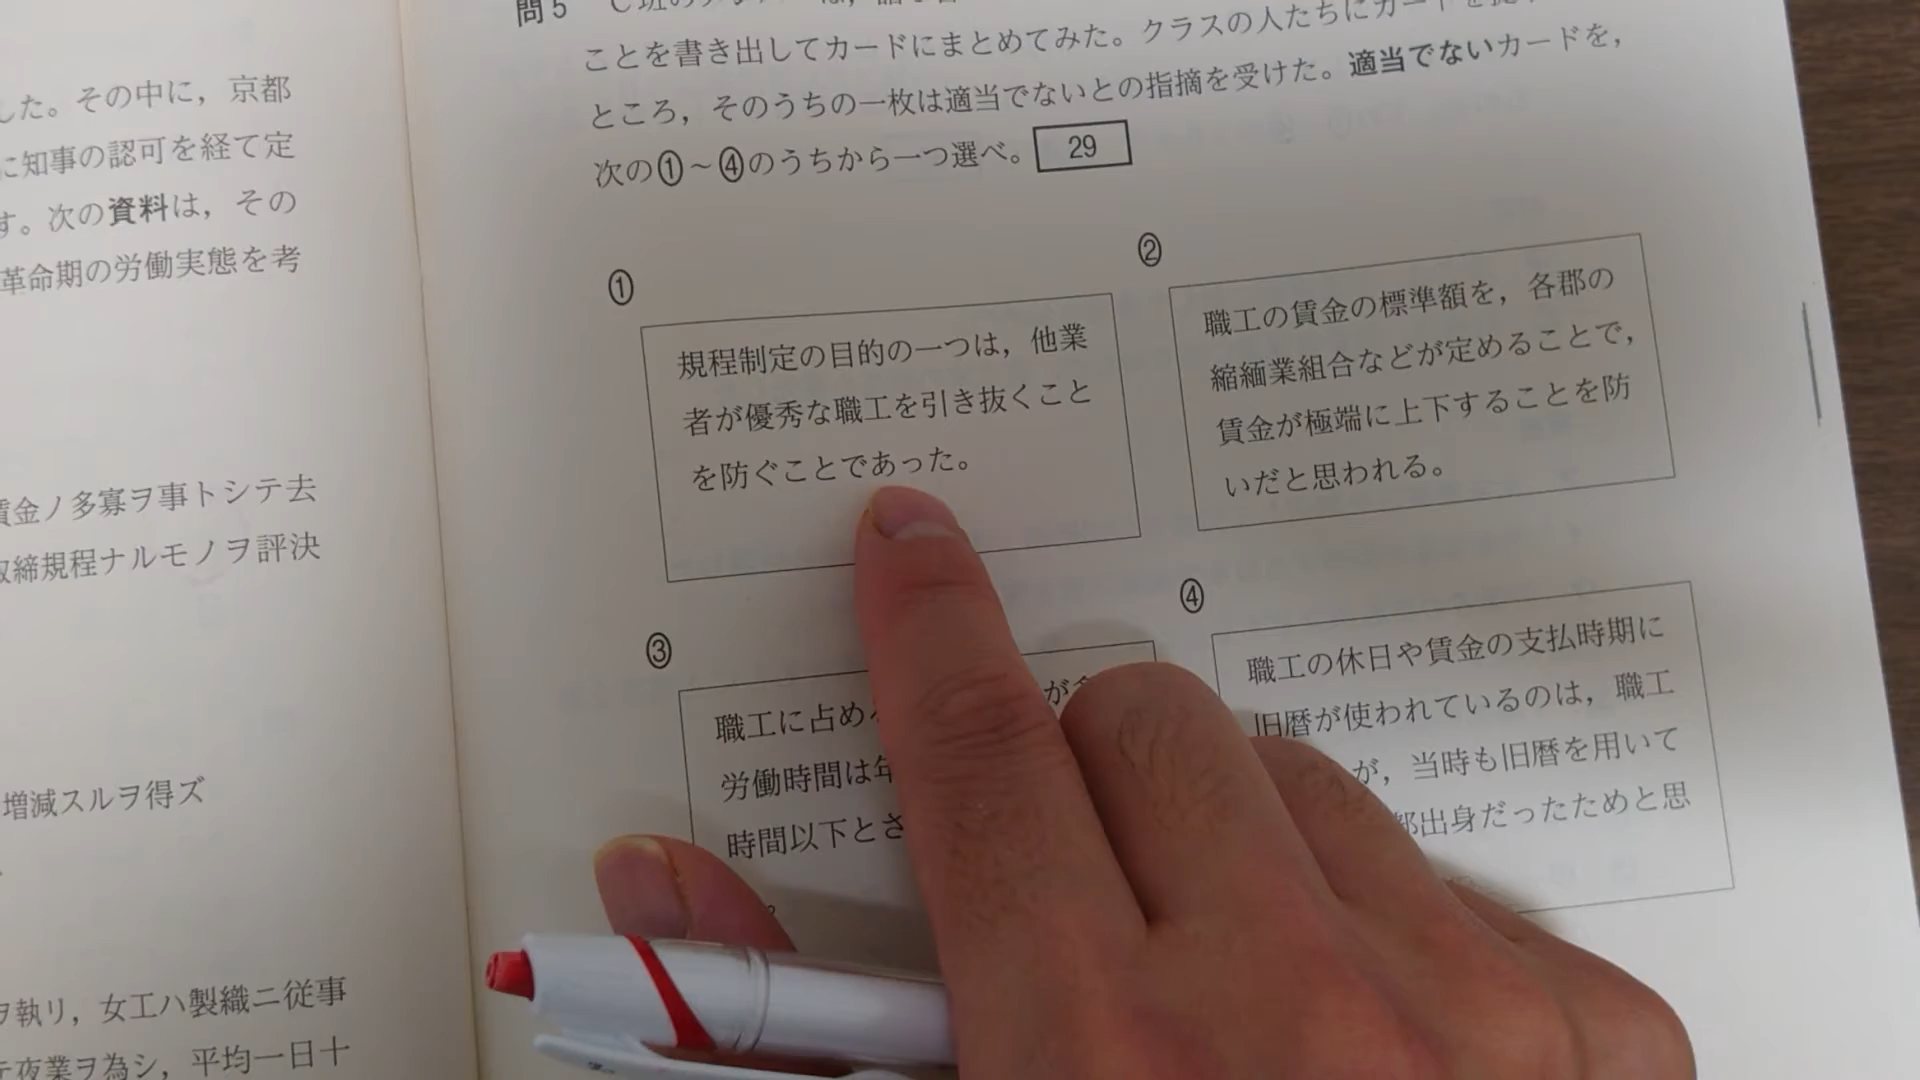 した。その中に，京都
に知事の認可を経て定
す。次の資料は，その
革命期の労働実態を考
賃金ノ多寡ヲ事トシテ去
取締規程ナルモノヲ評決
増減スルヲ得ズ
ヲ執リ，女工ハ製織ニ従事
テ夜業ヲ為シ，平均一日十
問5
ことを書き出してカードにまとめてみた。クラスの人たちにカードを
ところ，そのうちの一枚は適当でないとの指摘を受けた。適当でないカードを，
次の①～④のうちから一つ選べ。 29
①
規程制定の目的の一つは，他業
者が優秀な職工を引き抜くこと
を防ぐことであった。
②
職工の賃金の標準額を，各郡の
縮緬業組合などが定めることで，
賃金が極端に上下することを防
いだと思われる。
③
職工に占め
労働時間は年
時間以下とさ
④
職工の休日や賃金の支払時期に
旧暦が使われているのは，職工
が，当時も旧暦を用いて
部出身だったためと思